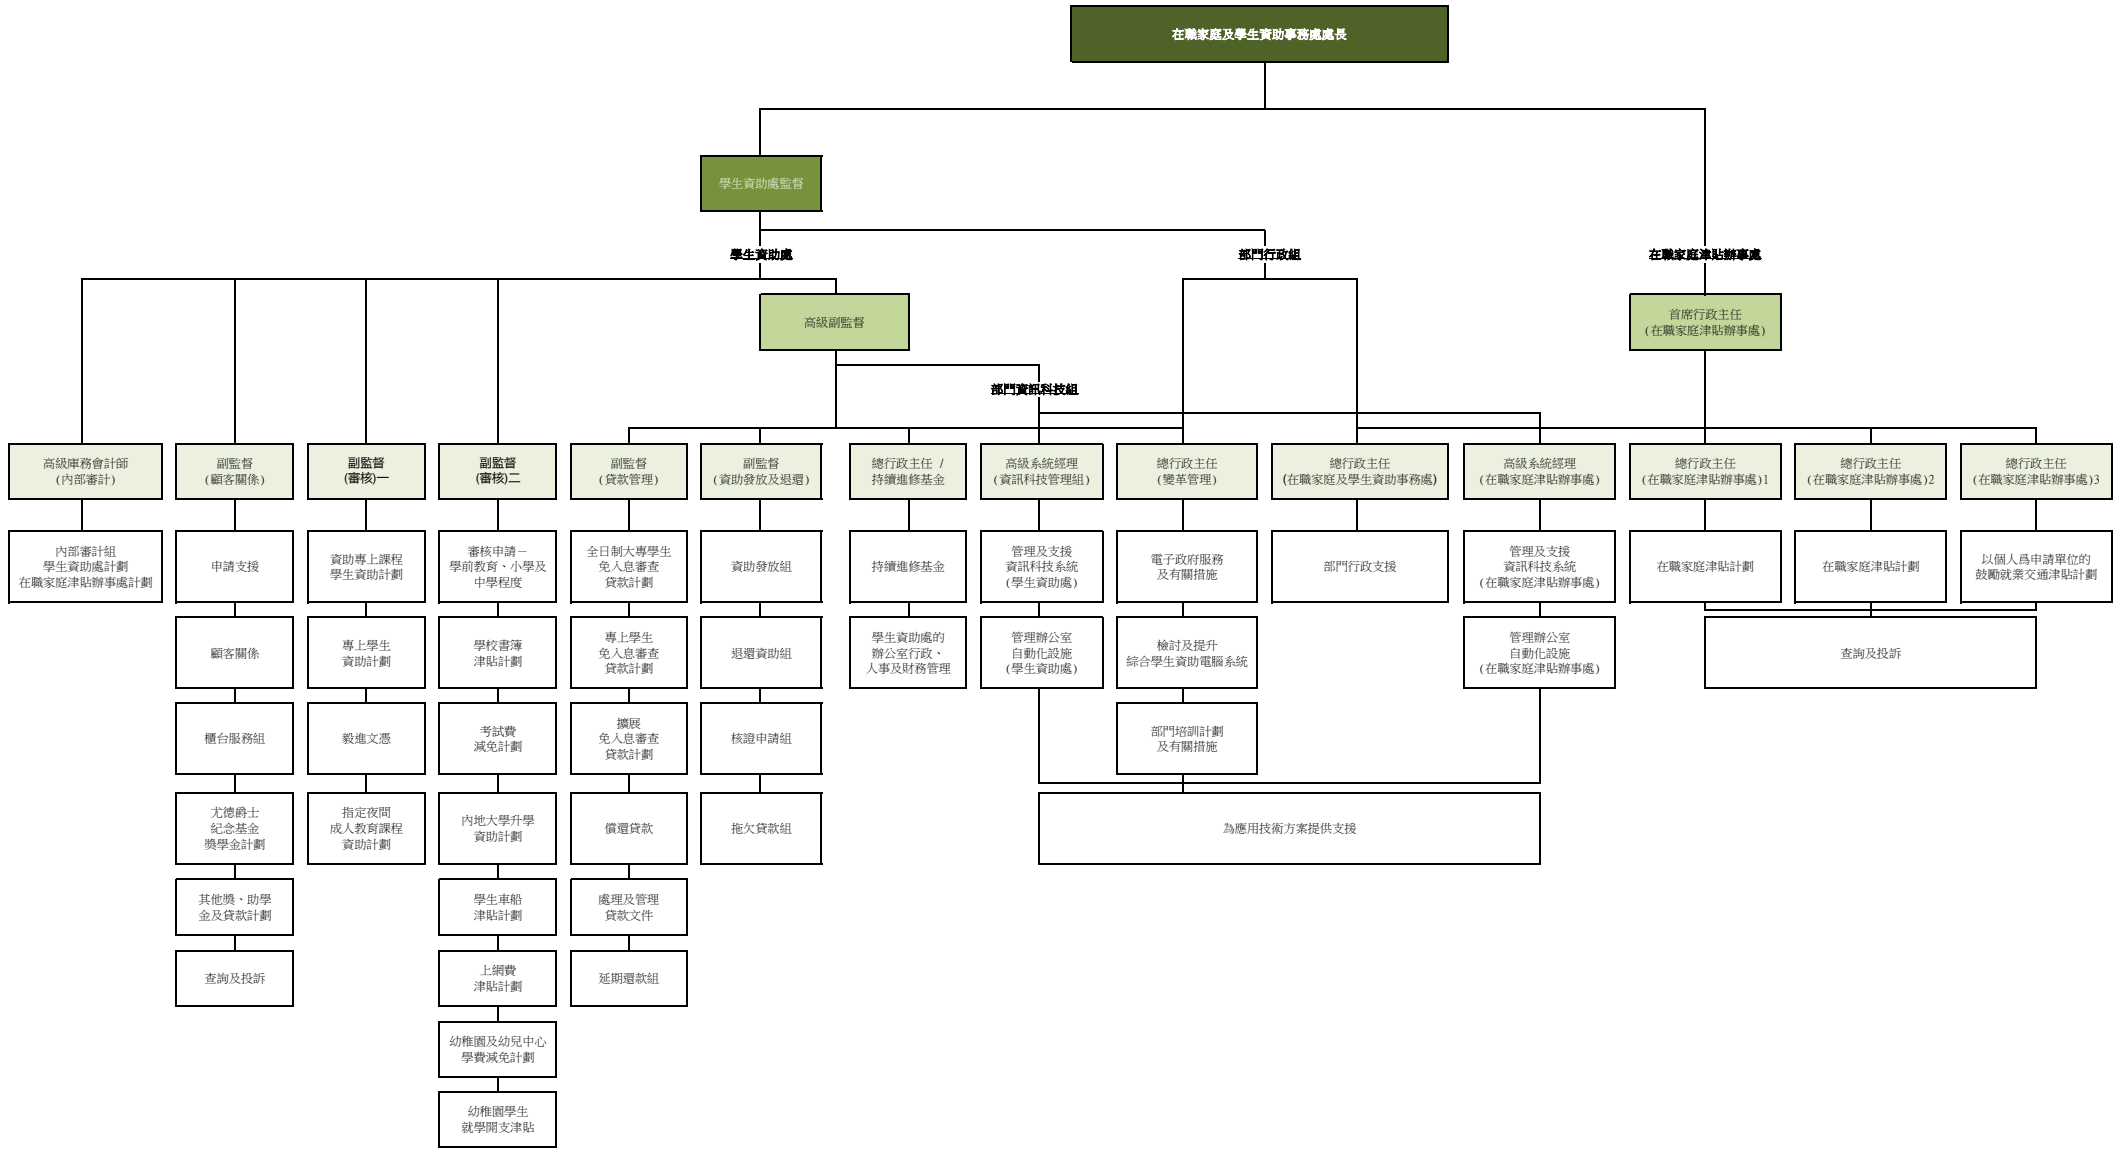 在職家庭及學生資助事務處處長
學生資助處監督
學生資助處
部門行政組
在職家庭津貼辦事處
高級副監督
首席行政主任
(在職家庭津貼辦事處)
部門資訊科技組
高級庫務會計師
(內部審計)
副監督
(顧客關係)
副監督
(審核)一
副監督
(審核)二
副監督
(貸款管理)
副監督
(資助發放及退還)
總行政主任 /
持續進修基金
高級系統經理
(資訊科技管理組)
總行政主任
(變革管理)
總行政主任
(在職家庭及學生資助事務處)
高級系統經理
(在職家庭津貼辦事處)
總行政主任
(在職家庭津貼辦事處)1
總行政主任
(在職家庭津貼辦事處)2
總行政主任
(在職家庭津貼辦事處)3
內部審計組
學生資助處計劃
在職家庭津貼辦事處計劃
申請支援
資助專上課程
學生資助計劃
審核申請－
學前教育、小學及
中學程度
全日制大專學生
免入息審查
貸款計劃
資助發放組
持續進修基金
管理及支援
資訊科技系統
(學生資助處)
電子政府服務
及有關措施
部門行政支援
管理及支援
資訊科技系統
(在職家庭津貼辦事處)
在職家庭津貼計劃
在職家庭津貼計劃
以個人爲申請單位的
鼓勵就業交通津貼計劃
顧客關係
專上學生
資助計劃
學校書簿
津貼計劃
專上學生
免入息審查
貸款計劃
退還資助組
學生資助處的
辦公室行政、
人事及財務管理
管理辦公室
自動化設施
(學生資助處)
檢討及提升
綜合學生資助電腦系統
管理辦公室
自動化設施
(在職家庭津貼辦事處)
查詢及投訴
櫃台服務組
毅進文憑
考試費
減免計劃
擴展
免入息審查
貸款計劃
核證申請組
部門培訓計劃
及有關措施
尤德爵士
紀念基金
獎學金計劃
指定夜間
成人教育課程
資助計劃
內地大學升學
資助計劃
償還貸款
拖欠貸款組
為應用技術方案提供支援
其他獎、助學
金及貸款計劃
學生車船
津貼計劃
處理及管理
貸款文件
查詢及投訴
上網費
津貼計劃
延期還款組
幼稚園及幼兒中心
學費減免計劃
幼稚園學生
就學開支津貼